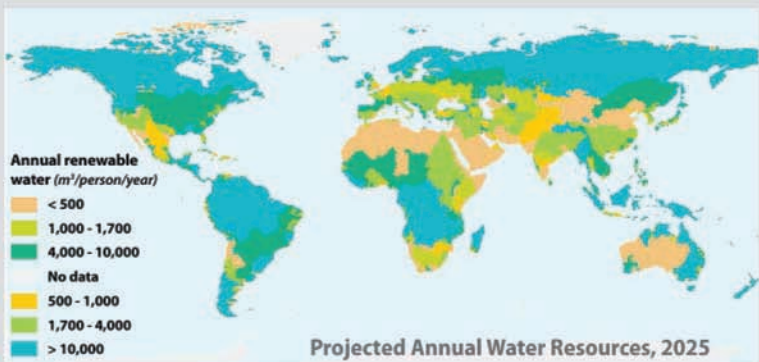 Annual renewable
water (m³/person/year)
< 500
1,000 - 1,700
4,000 - 10,000
No data
500 - 1,000
1,700 - 4,000
> 10,000
Projected Annual Water Resources, 2025